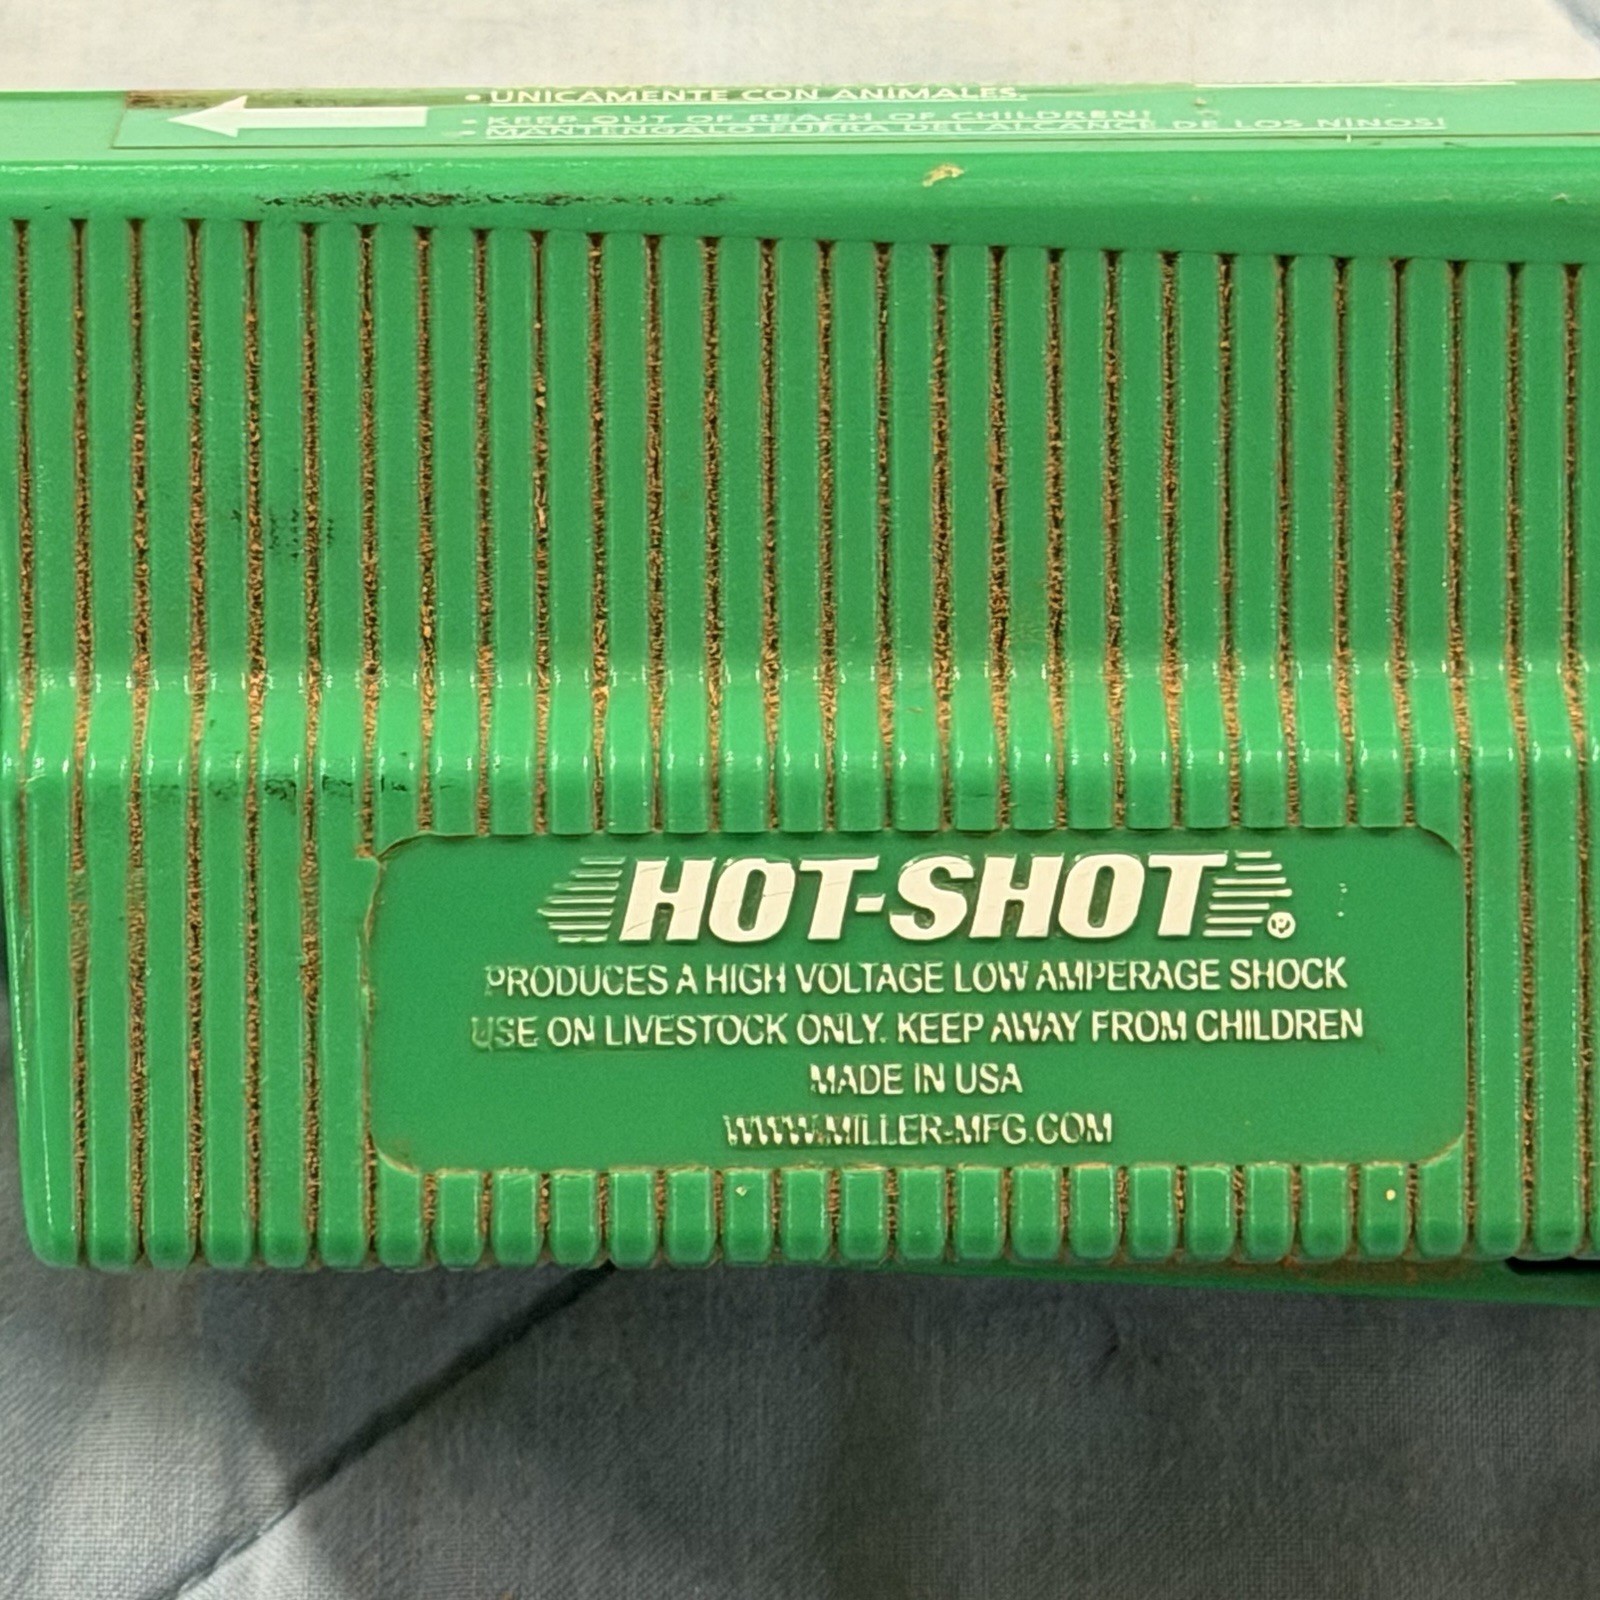 • UNICAMENTE CON ANIMALES.
• KEEP OUT OF REACH OF CHILDREN!
• MANTENGALO FUERA DEL ALCANCE DE LOS NIÑOS!
HOT-SHOT®
PRODUCES A HIGH VOLTAGE LOW AMPERAGE SHOCK
USE ON LIVESTOCK ONLY. KEEP AWAY FROM CHILDREN
MADE IN USA
WWW.MILLER-MFG.COM